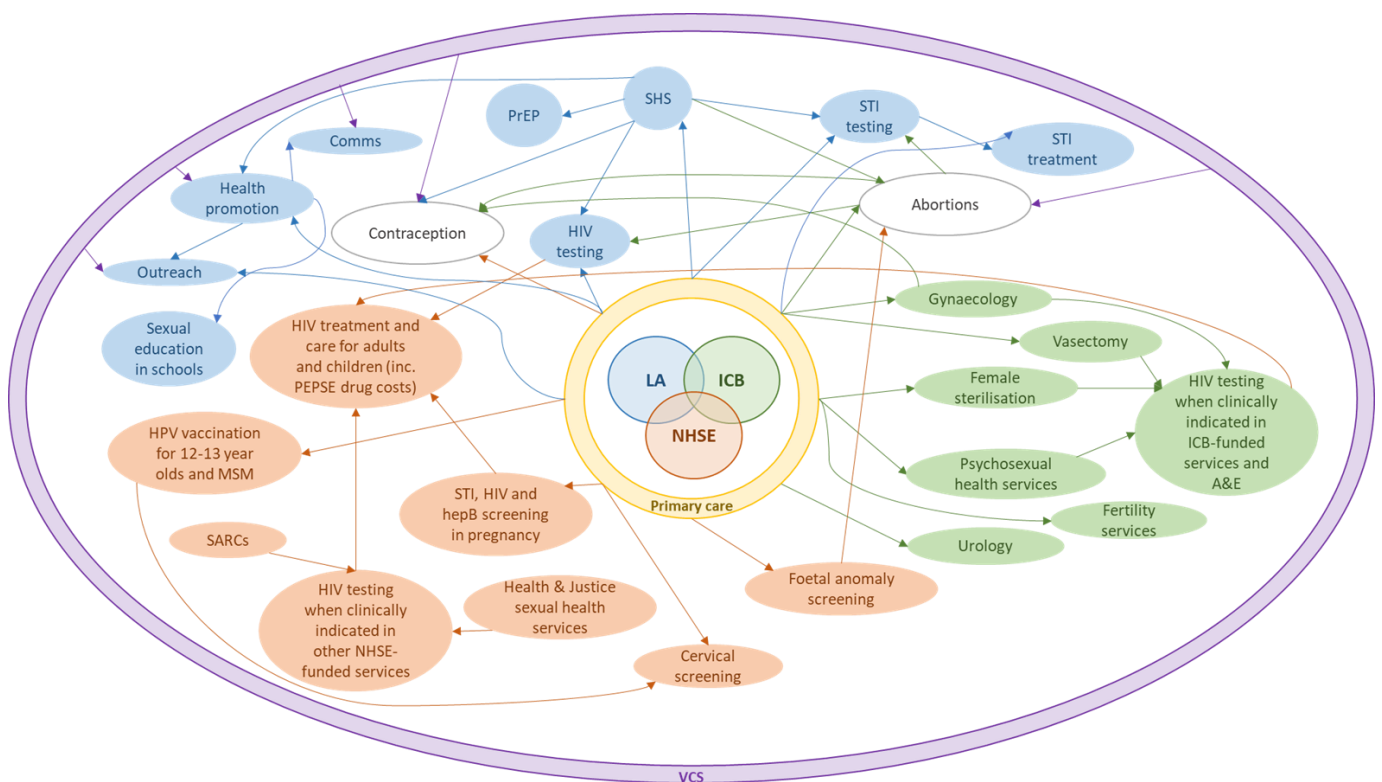 SHS
PrEP
STI
testing
Comms
STI
treatment
Health
promotion
Abortions
Contraception
HIV
testing
Outreach
Gynaecology
Sexual
education
in schools
HIV treatment and
care for adults
and children (inc.
PEPSE drug costs)
Vasectomy
LA
ICB
NHSE
Primary care
Female
sterilisation
HIV testing
when clinically
indicated in
ICB-funded
services and
A&E
HPV vaccination
for 12-13 year
olds and MSM
Psychosexual
health services
STI, HIV and
hepB screening
in pregnancy
Fertility
services
SARCs
Urology
HIV testing
when clinically
indicated in
other NHSE-
funded services
Health & Justice
sexual health
services
Foetal anomaly
screening
Cervical
screening
VCS